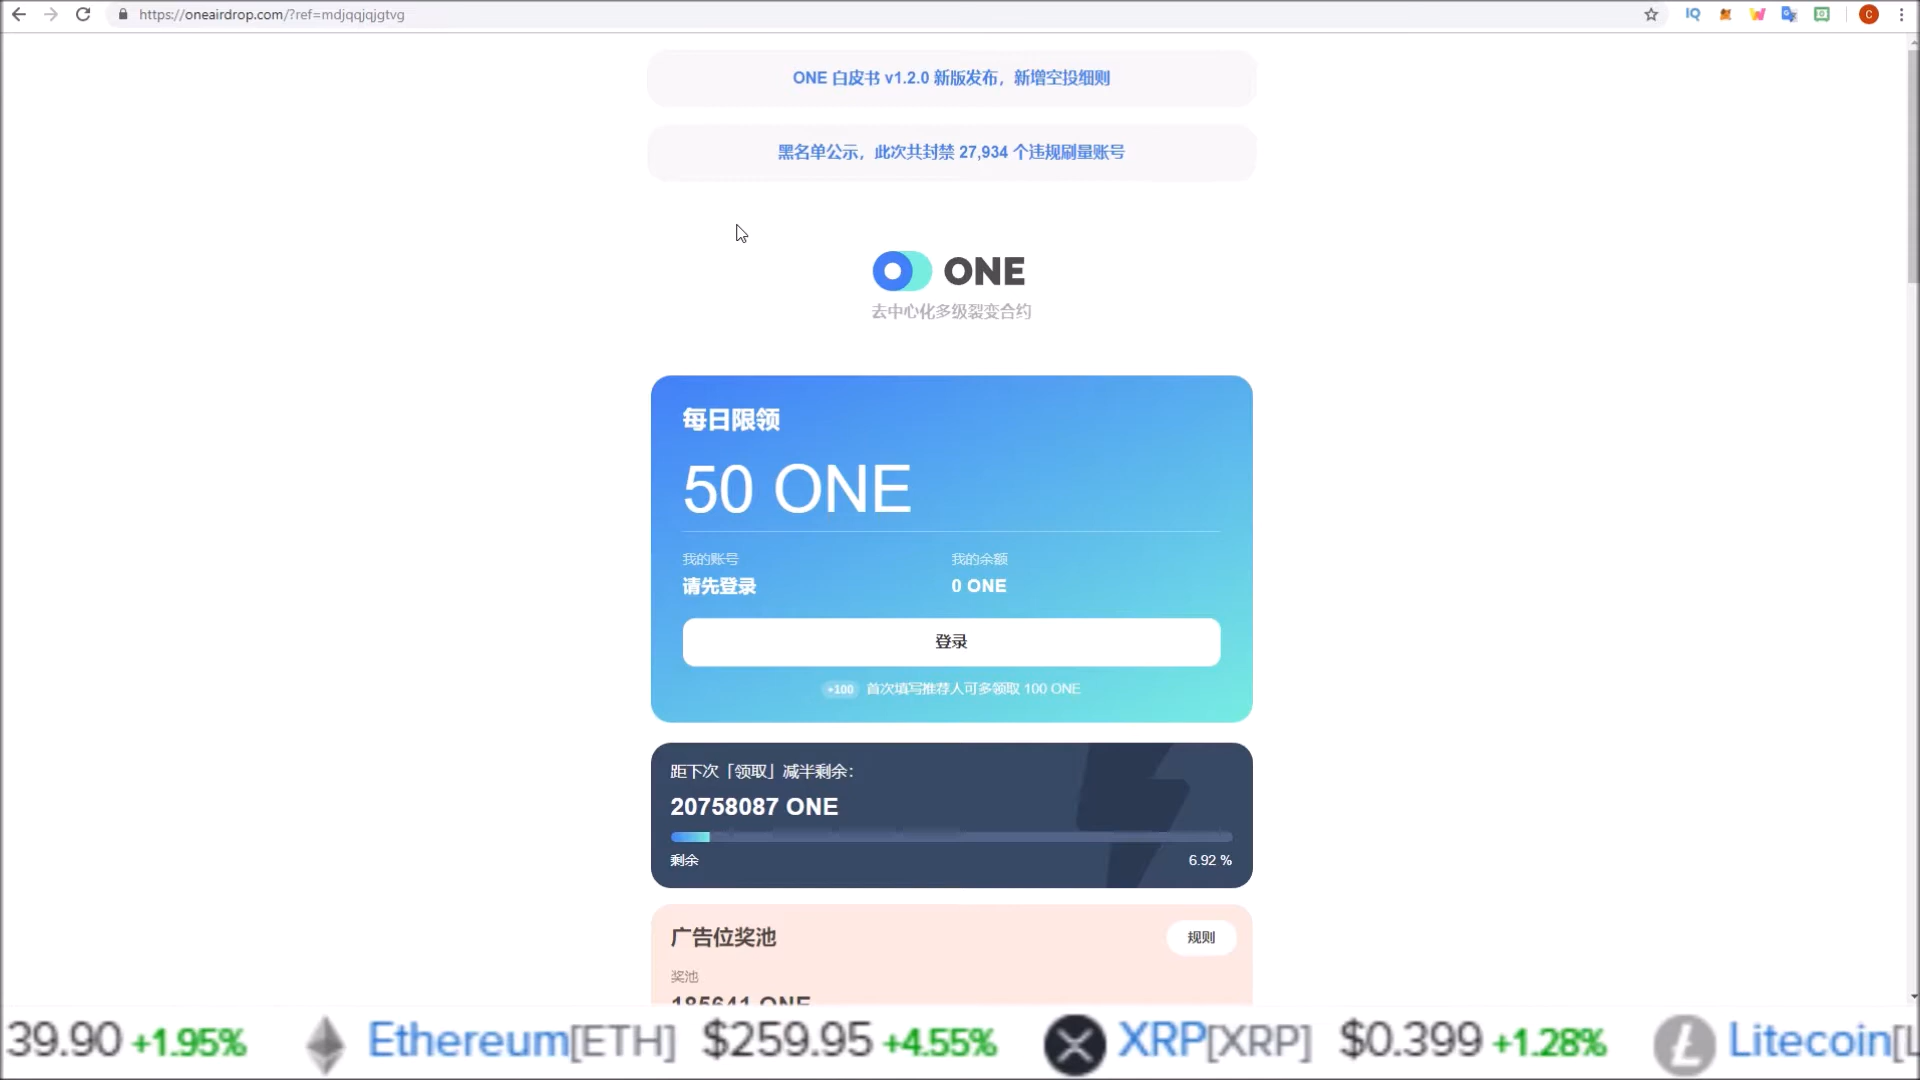 https://oneairdrop.com/?ref=mdjqqjqjgtvg
IQ
C
ONE 白皮书 v1.2.0 新版发布，新增空投细则
黑名单公示，此次共封禁 27,934 个违规刷量账号
ONE
去中心化多级裂变合约
每日限领
50 ONE
我的账号
我的余额
请先登录
0 ONE
登录
+100 首次填写推荐人可多领取 100 ONE
距下次「领取」减半剩余：
20758087 ONE
剩余
6.92 %
广告位奖池
规则
奖池
185641 ONE
39.90 +1.95% Ethereum[ETH] $259.95 +4.55% XRP[XRP] $0.399 +1.28% Litecoin[L